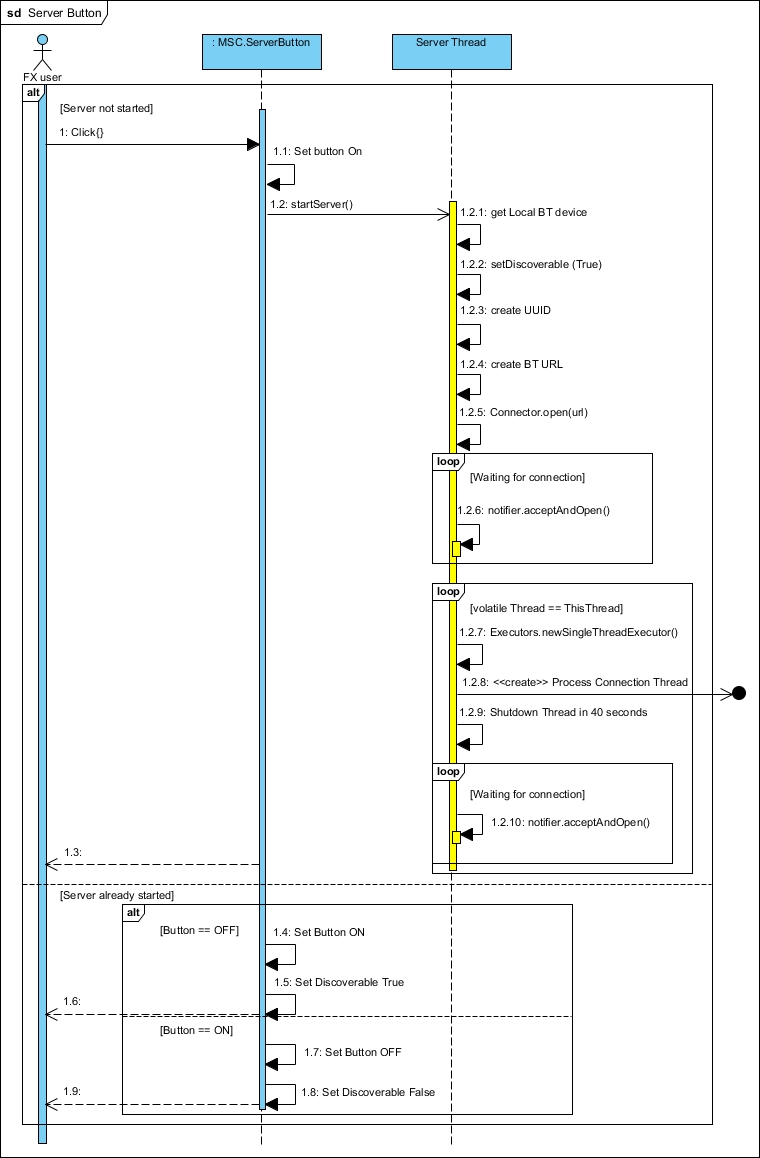 sd Server Button
: MSC.ServerButton
Server Thread
FX user
alt
[Server not started]
1: Click{}
1.1: Set button On
1.2: startServer()
1.2.1: get Local BT device
1.2.2: setDiscoverable (True)
1.2.3: create UUID
1.2.4: create BT URL
1.2.5: Connector.open(url)
loop
[Waiting for connection]
1.2.6: notifier.acceptAndOpen()
loop
[volatile Thread == ThisThread]
1.2.7: Executors.newSingleThreadExecutor()
1.2.8: <<create>> Process Connection Thread
1.2.9: Shutdown Thread in 40 seconds
loop
[Waiting for connection]
1.2.10: notifier.acceptAndOpen()
1.3:
[Server already started]
alt
[Button == OFF]
1.4: Set Button ON
1.5: Set Discoverable True
1.6:
[Button == ON]
1.7: Set Button OFF
1.8: Set Discoverable False
1.9: